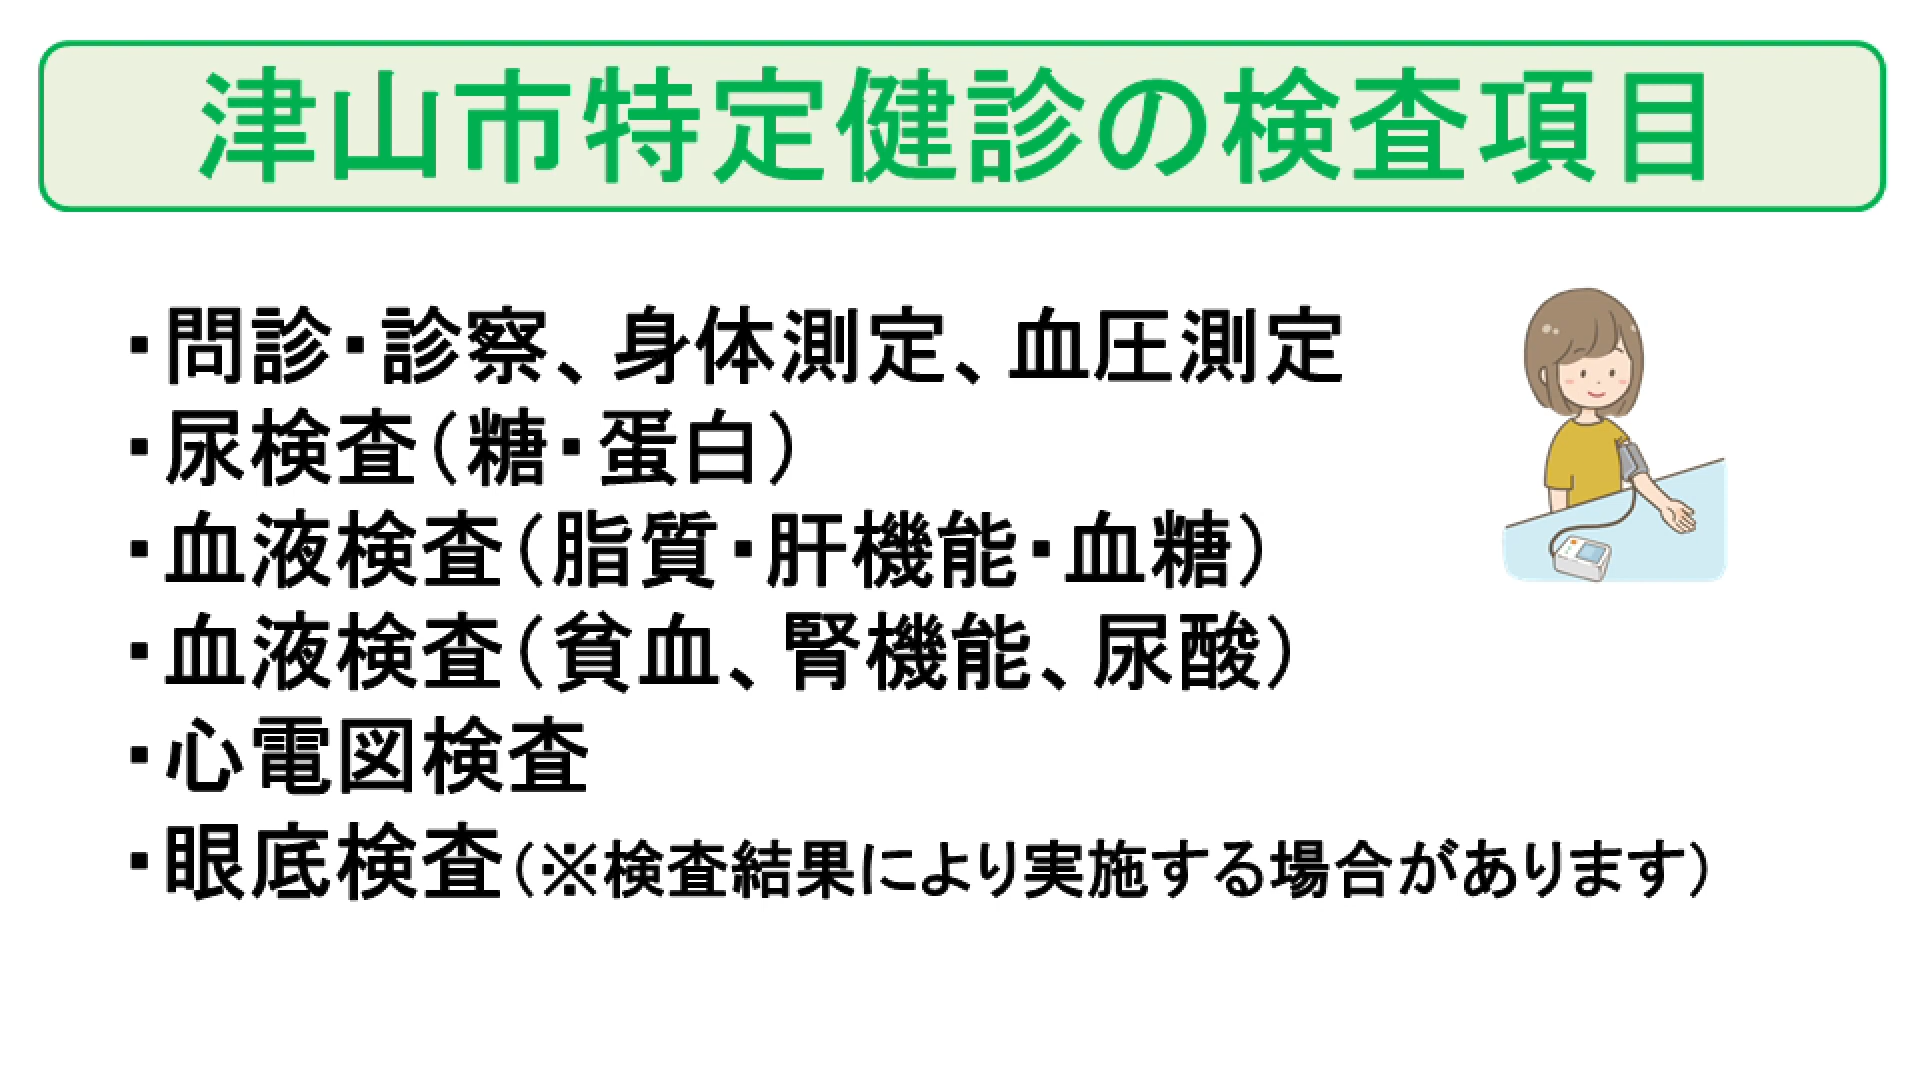 津山市特定健診の検査項目
・問診・診察、身体測定、血圧測定
・尿検査（糖・蛋白）
・血液検査（脂質・肝機能・血糖）
・血液検査（貧血、腎機能、尿酸）
・心電図検査
・眼底検査（※検査結果により実施する場合があります）